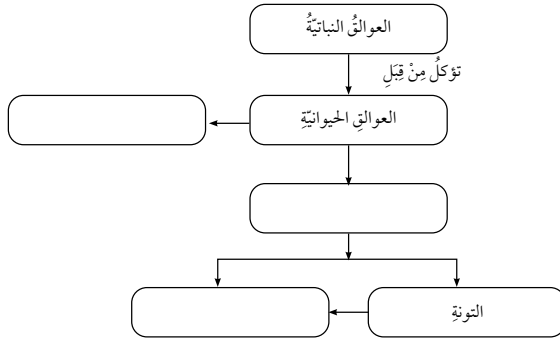 العوالقُ النباتيّةُ
تؤكلُ مِنْ قِبَلِ
العوالقِ الحيوانيّةِ
التونةِ